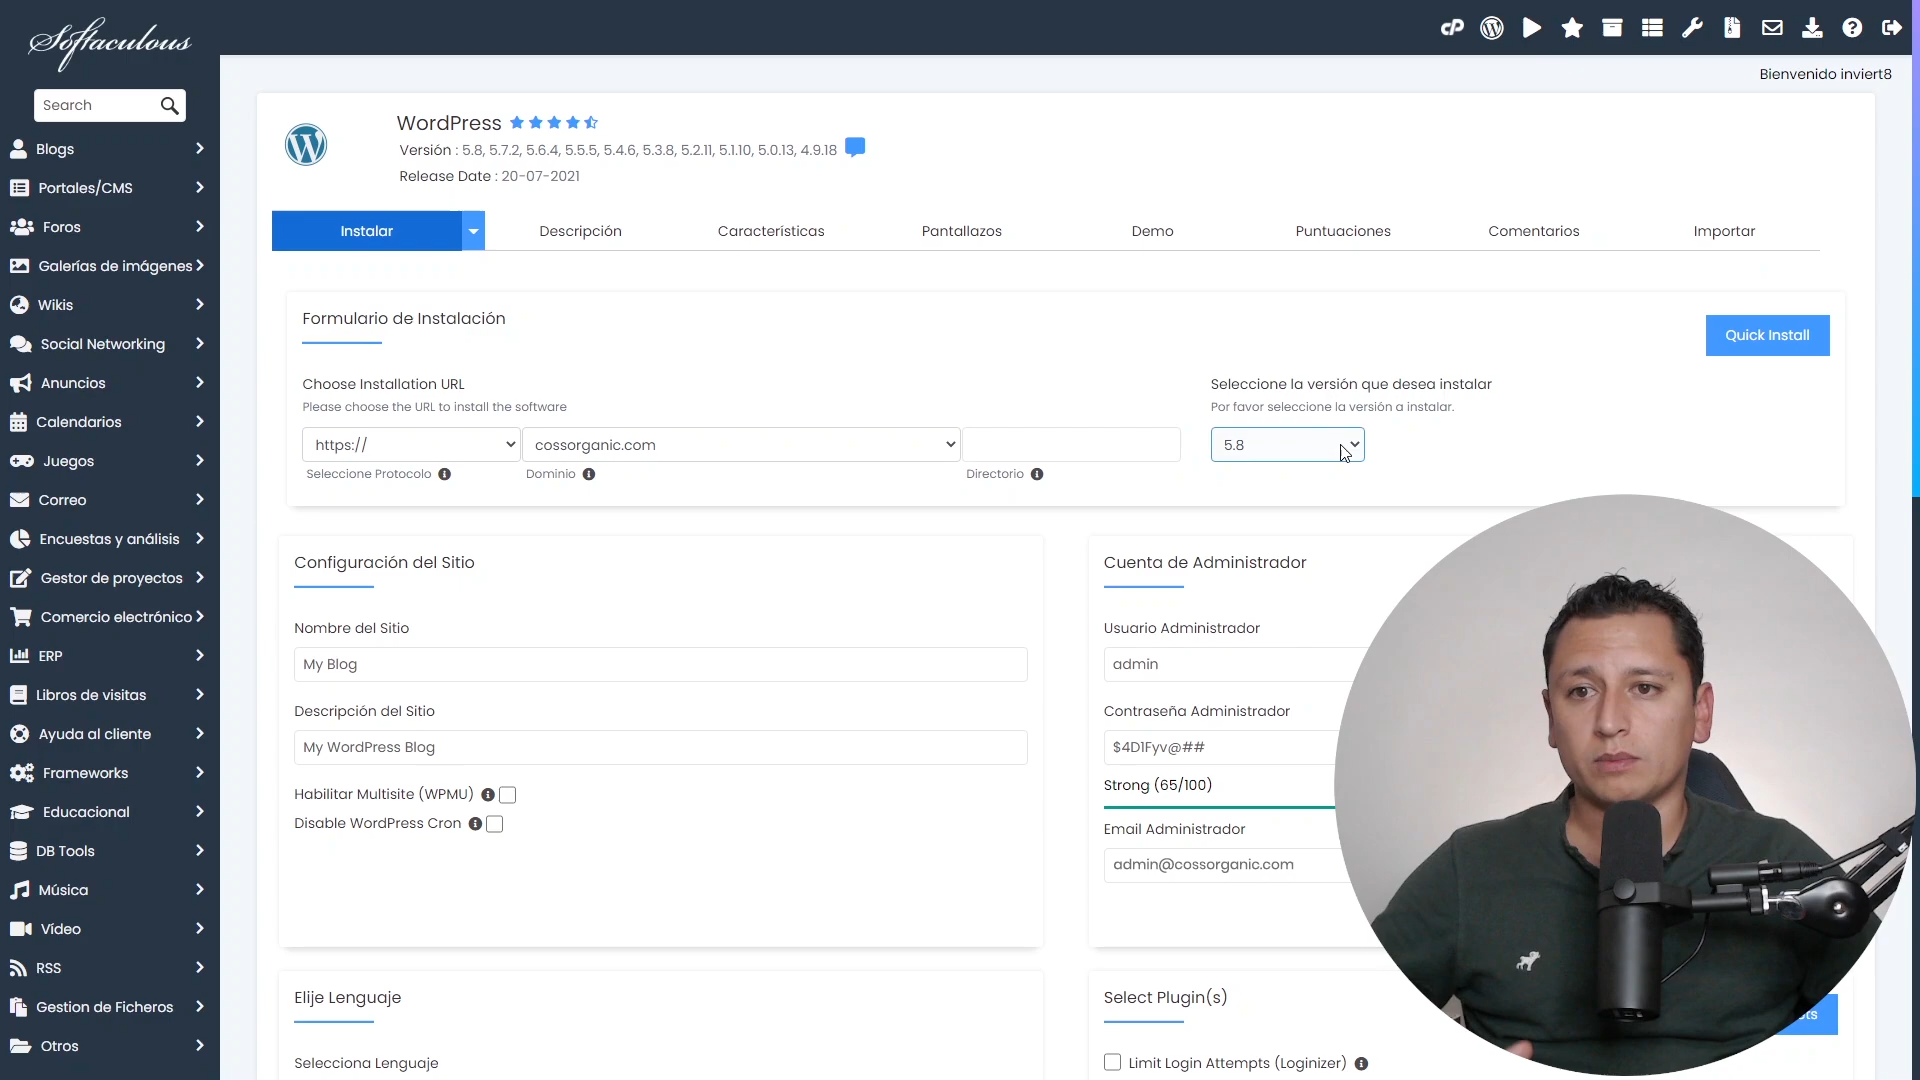 Softaculous
Bienvenido inviert8
Search
Blogs
Portales/CMS
Foros
Galerías de imágenes
Wikis
Social Networking
Anuncios
Calendarios
Juegos
Correo
Encuestas y análisis
Gestor de proyectos
Comercio electrónico
ERP
Libros de visitas
Ayuda al cliente
Frameworks
Educacional
DB Tools
Música
Vídeo
RSS
Gestion de Ficheros
Otros
WordPress
Versión : 5.8, 5.7.2, 5.6.4, 5.5.5, 5.4.6, 5.3.8, 5.2.11, 5.1.10, 5.0.13, 4.9.18
Release Date : 20-07-2021
Instalar Descripción Características Pantallazos Demo Puntuaciones Comentarios Importar
Formulario de Instalación
Quick Install
Choose Installation URL
Please choose the URL to install the software
https:// cossorganic.com
Seleccione Protocolo Dominio Directorio
Seleccione la versión que desea instalar
Por favor seleccione la versión a instalar.
5.8
Configuración del Sitio
Nombre del Sitio
My Blog
Descripción del Sitio
My WordPress Blog
Habilitar Multisite (WPMU)
Disable WordPress Cron
Cuenta de Administrador
Usuario Administrador
admin
Contraseña Administrador
$4D1Fyv@##
Strong (65/100)
Email Administrador
admin@cossorganic.com
Elije Lenguaje
Selecciona Lenguaje
Select Plugin(s)
Limit Login Attempts (Loginizer)